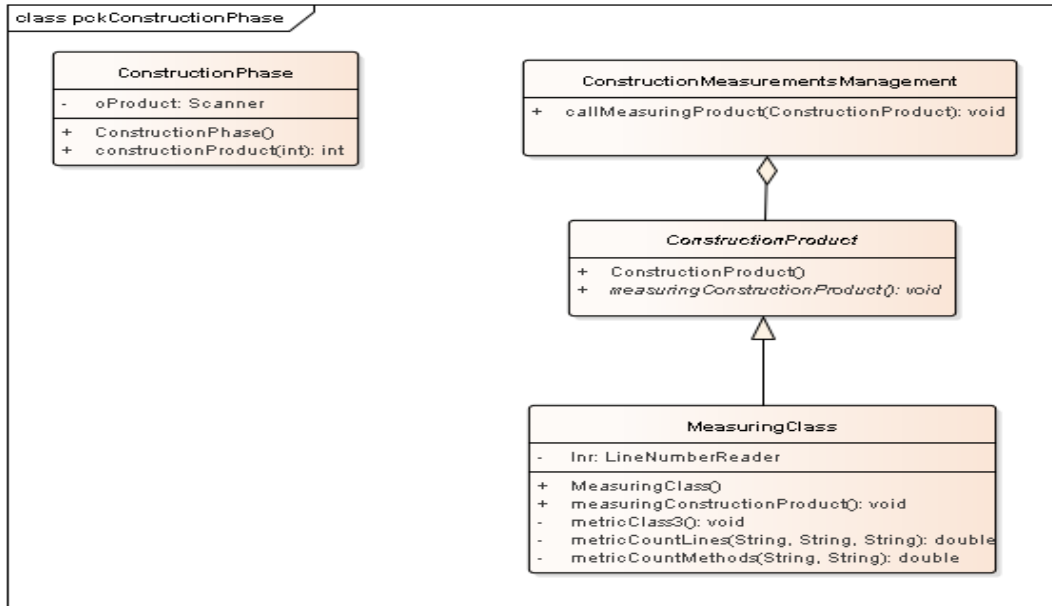 class pckConstructionPhase
ConstructionPhase
- oProduct: Scanner
+ ConstructionPhase()
+ constructionProduct(int): int
ConstructionMeasurementsManagement
+ callMeasuringProduct(ConstructionProduct): void
ConstructionProduct
+ ConstructionProduct()
+ measuringConstructionProduct(): void
MeasuringClass
- lnr: LineNumberReader
+ MeasuringClass()
+ measuringConstructionProduct(): void
- metricClass3(): void
- metricCountLines(String, String, String): double
- metricCountMethods(String, String): double